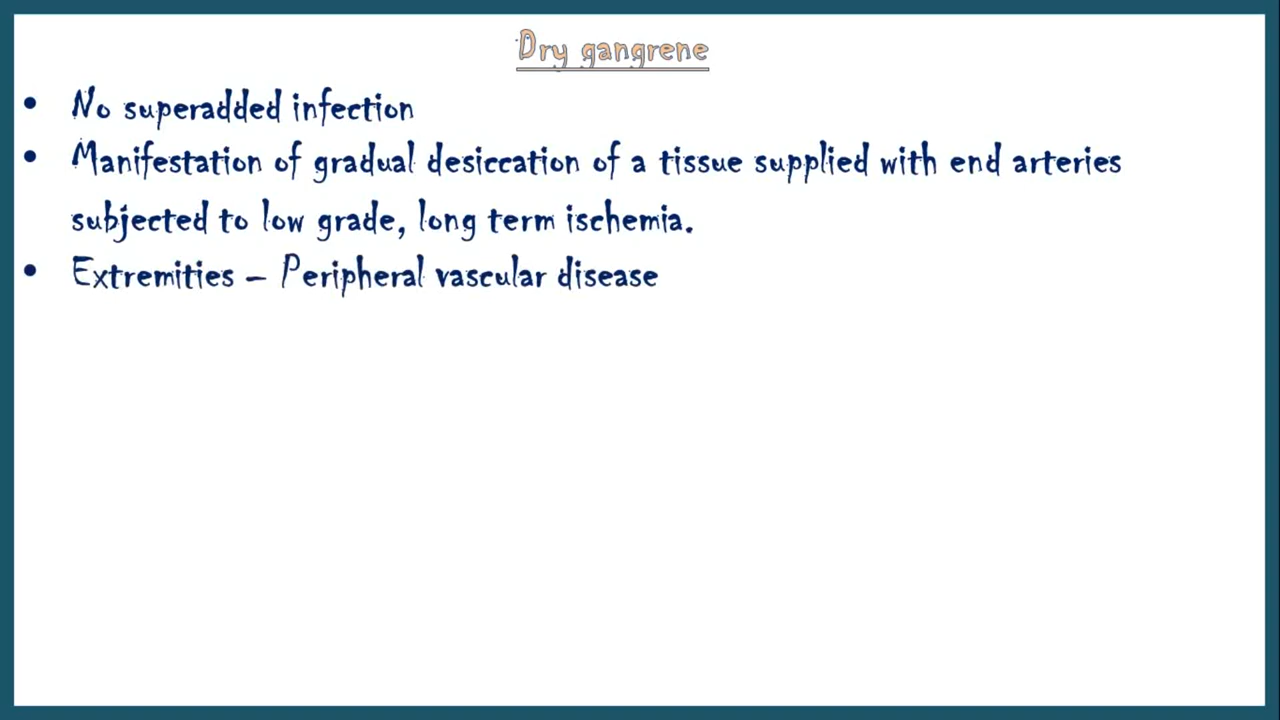 Dry gangrene
• No superadded infection
• Manifestation of gradual desiccation of a tissue supplied with end arteries
subjected to low grade, long term ischemia.
• Extremities – Peripheral vascular disease